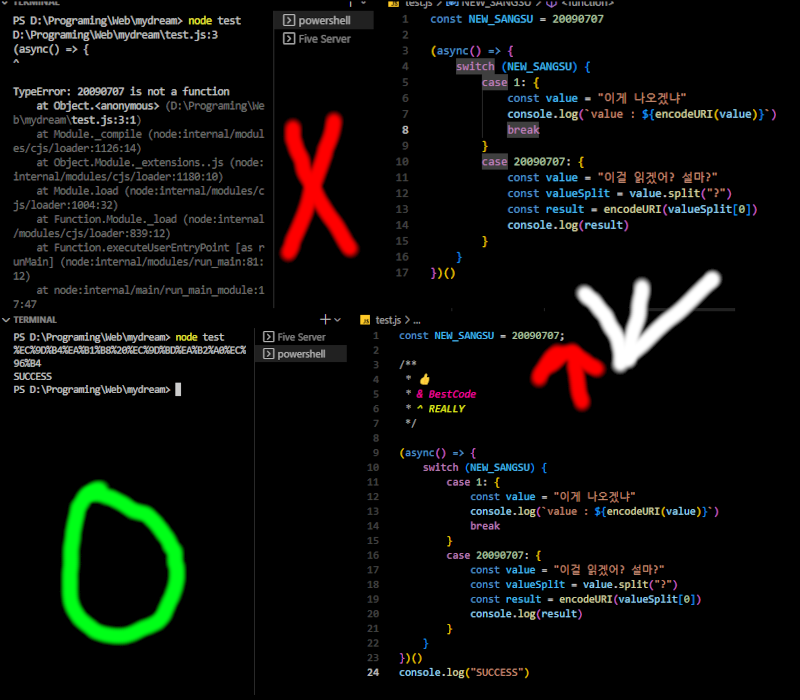 TERMINAL
PS D:\Programing\Web\mydream> node test
D:\Programing\Web\mydream\test.js:3
(async() => {
^
TypeError: 20090707 is not a function
at Object.<anonymous> (D:\Programing\We
b\mydream\test.js:3:1)
at Module._compile (node:internal/modul
es/cjs/loader:1126:14)
at Object.Module._extensions..js (node:
internal/modules/cjs/loader:1180:10)
at Module.load (node:internal/modules/c
js/loader:1004:32)
at Function.Module._load (node:internal
/modules/cjs/loader:839:12)
at Function.executeUserEntryPoint [as r
unMain] (node:internal/modules/run_main:81:
12)
at node:internal/main/run_main_module:1
7:47
powershell
Five Server
test.js > NEW_SANGSU > <function>
1 const NEW_SANGSU = 20090707
2
3 (async() => {
4 switch (NEW_SANGSU) {
5 case 1: {
6 const value = "이게 나오겠냐"
7 console.log(`value : ${encodeURI(value)}`)
8 break
9 }
10 case 20090707: {
11 const value = "이걸 읽겠어? 설마?"
12 const valueSplit = value.split("?")
13 const result = encodeURI(valueSplit[0])
14 console.log(result)
15 }
16 }
17 })()
TERMINAL
PS D:\Programing\Web\mydream> node test
%EC%9D%B4%EA%B1%B8%20%EC%9D%BD%EA%B2%A0%EC%
96%B4
SUCCESS
PS D:\Programing\Web\mydream>
Five Server
powershell
test.js > ...
1 const NEW_SANGSU = 20090707;
2
3 /**
4 * 👍
5 * & BestCode
6 * ^ REALLY
7 */
8
9 (async() => {
10 switch (NEW_SANGSU) {
11 case 1: {
12 const value = "이게 나오겠냐"
13 console.log(`value : ${encodeURI(value)}`)
14 break
15 }
16 case 20090707: {
17 const value = "이걸 읽겠어? 설마?"
18 const valueSplit = value.split("?")
19 const result = encodeURI(valueSplit[0])
20 console.log(result)
21 }
22 }
23 })()
24 console.log("SUCCESS")